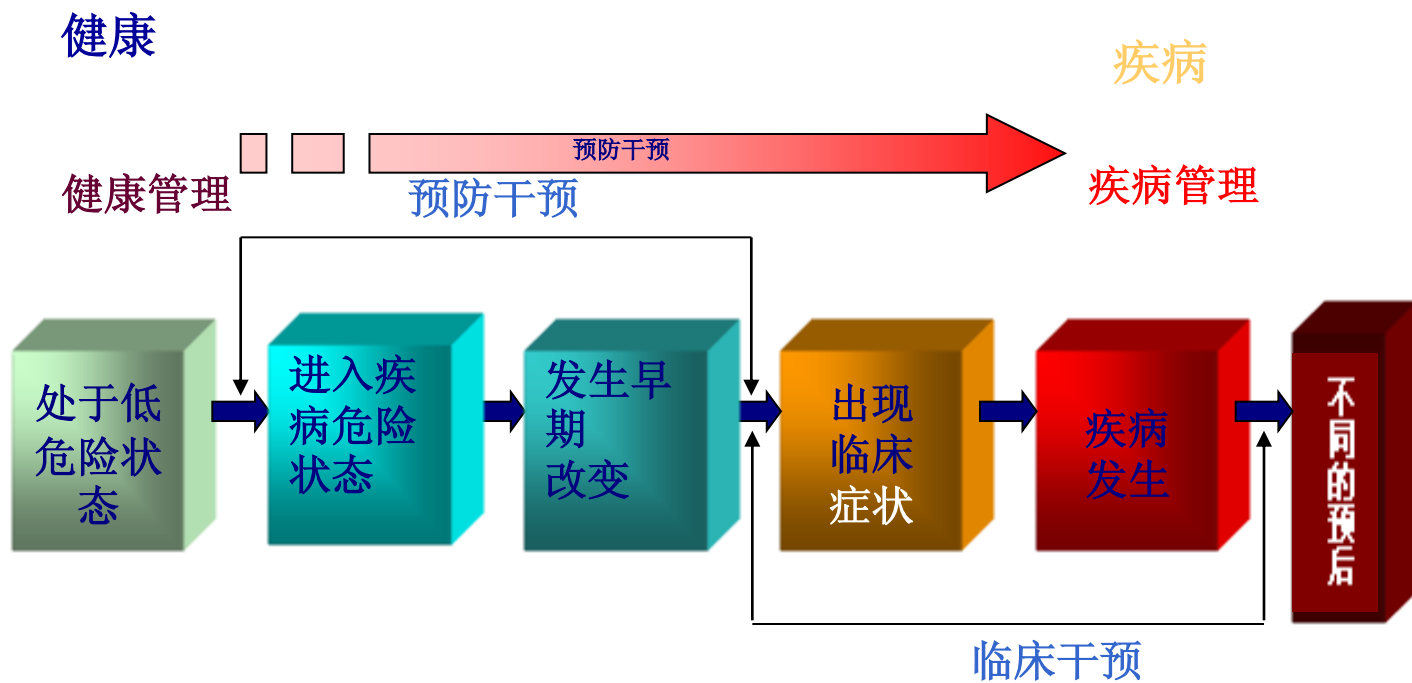 健康
疾病
预防干预
健康管理
预防干预
疾病管理
处于低
危险状
态
进入疾
病危险
状态
发生早
期
改变
出现
临床
症状
疾病
发生
不同的预后
临床干预